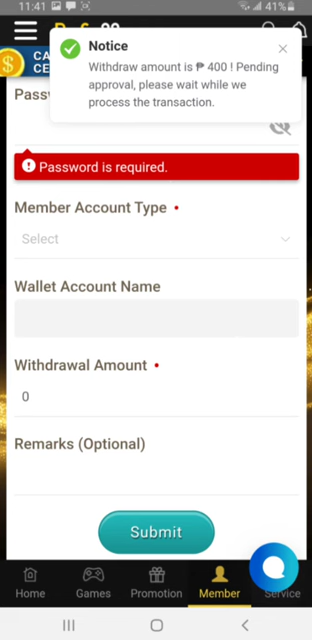 11:41
41%
Notice
Withdraw amount is ₱ 400 ! Pending
approval, please wait while we
process the transaction.
CA
CE
Passw
Password is required.
Member Account Type •
Select
Wallet Account Name
Withdrawal Amount •
0
Remarks (Optional)
Submit
Home
Games
Promotion
Member
Service